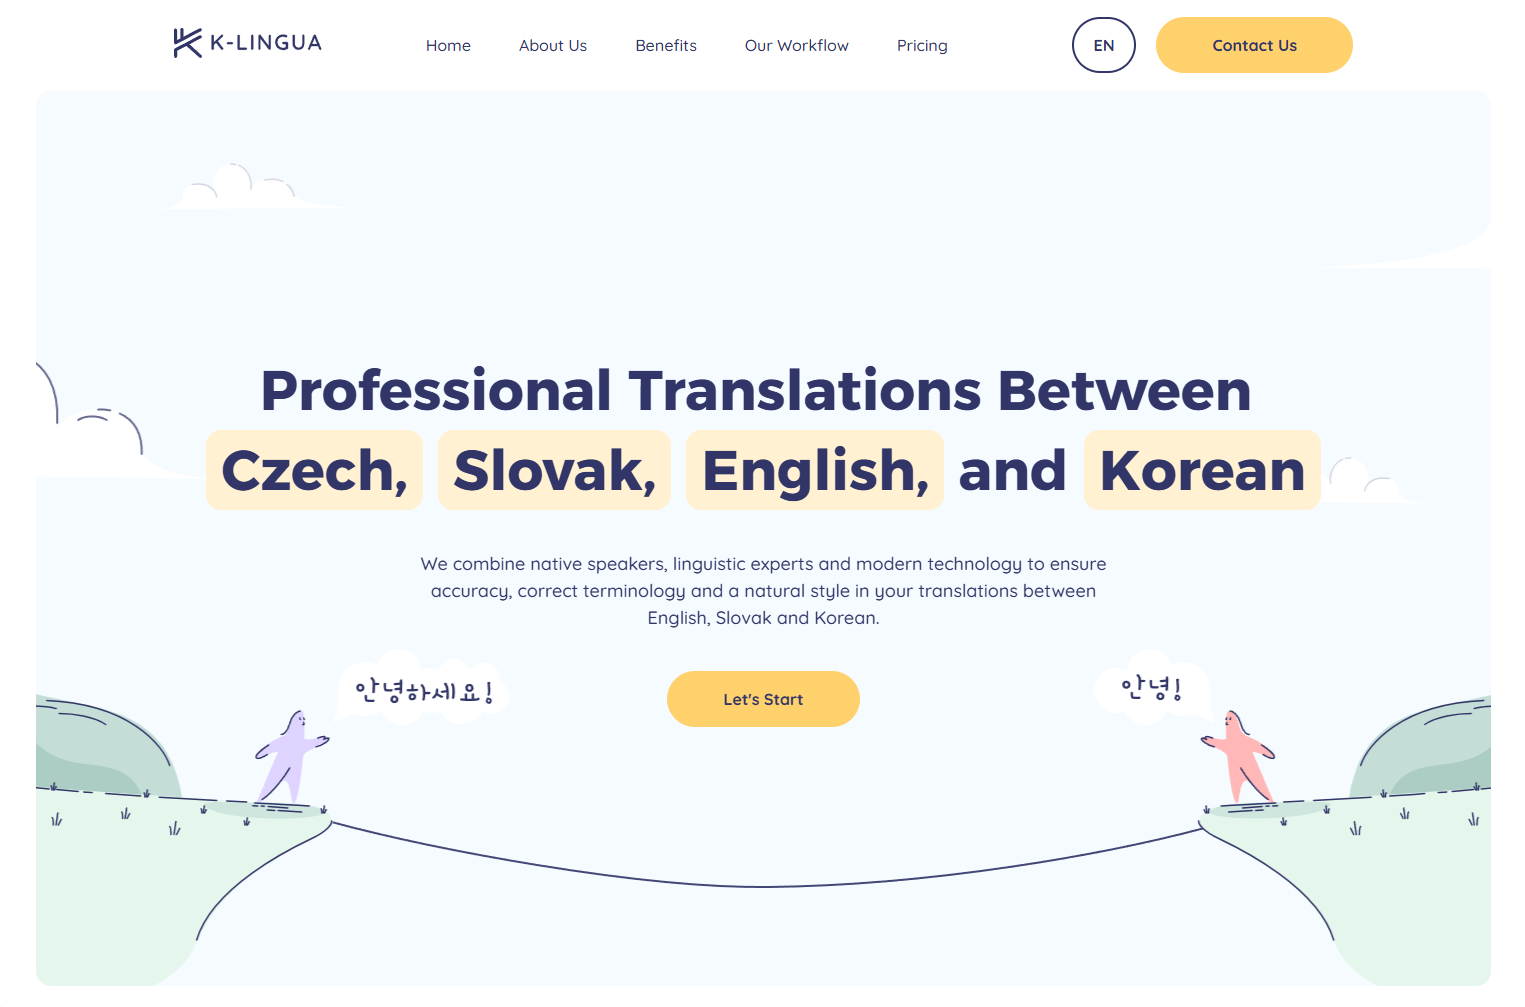 K-LINGUA
Home
About Us
Benefits
Our Workflow
Pricing
EN
Contact Us
Professional Translations Between
Czech, Slovak, English, and Korean
We combine native speakers, linguistic experts and modern technology to ensure
accuracy, correct terminology and a natural style in your translations between
English, Slovak and Korean.
안녕하세요!
Let's Start
안녕!